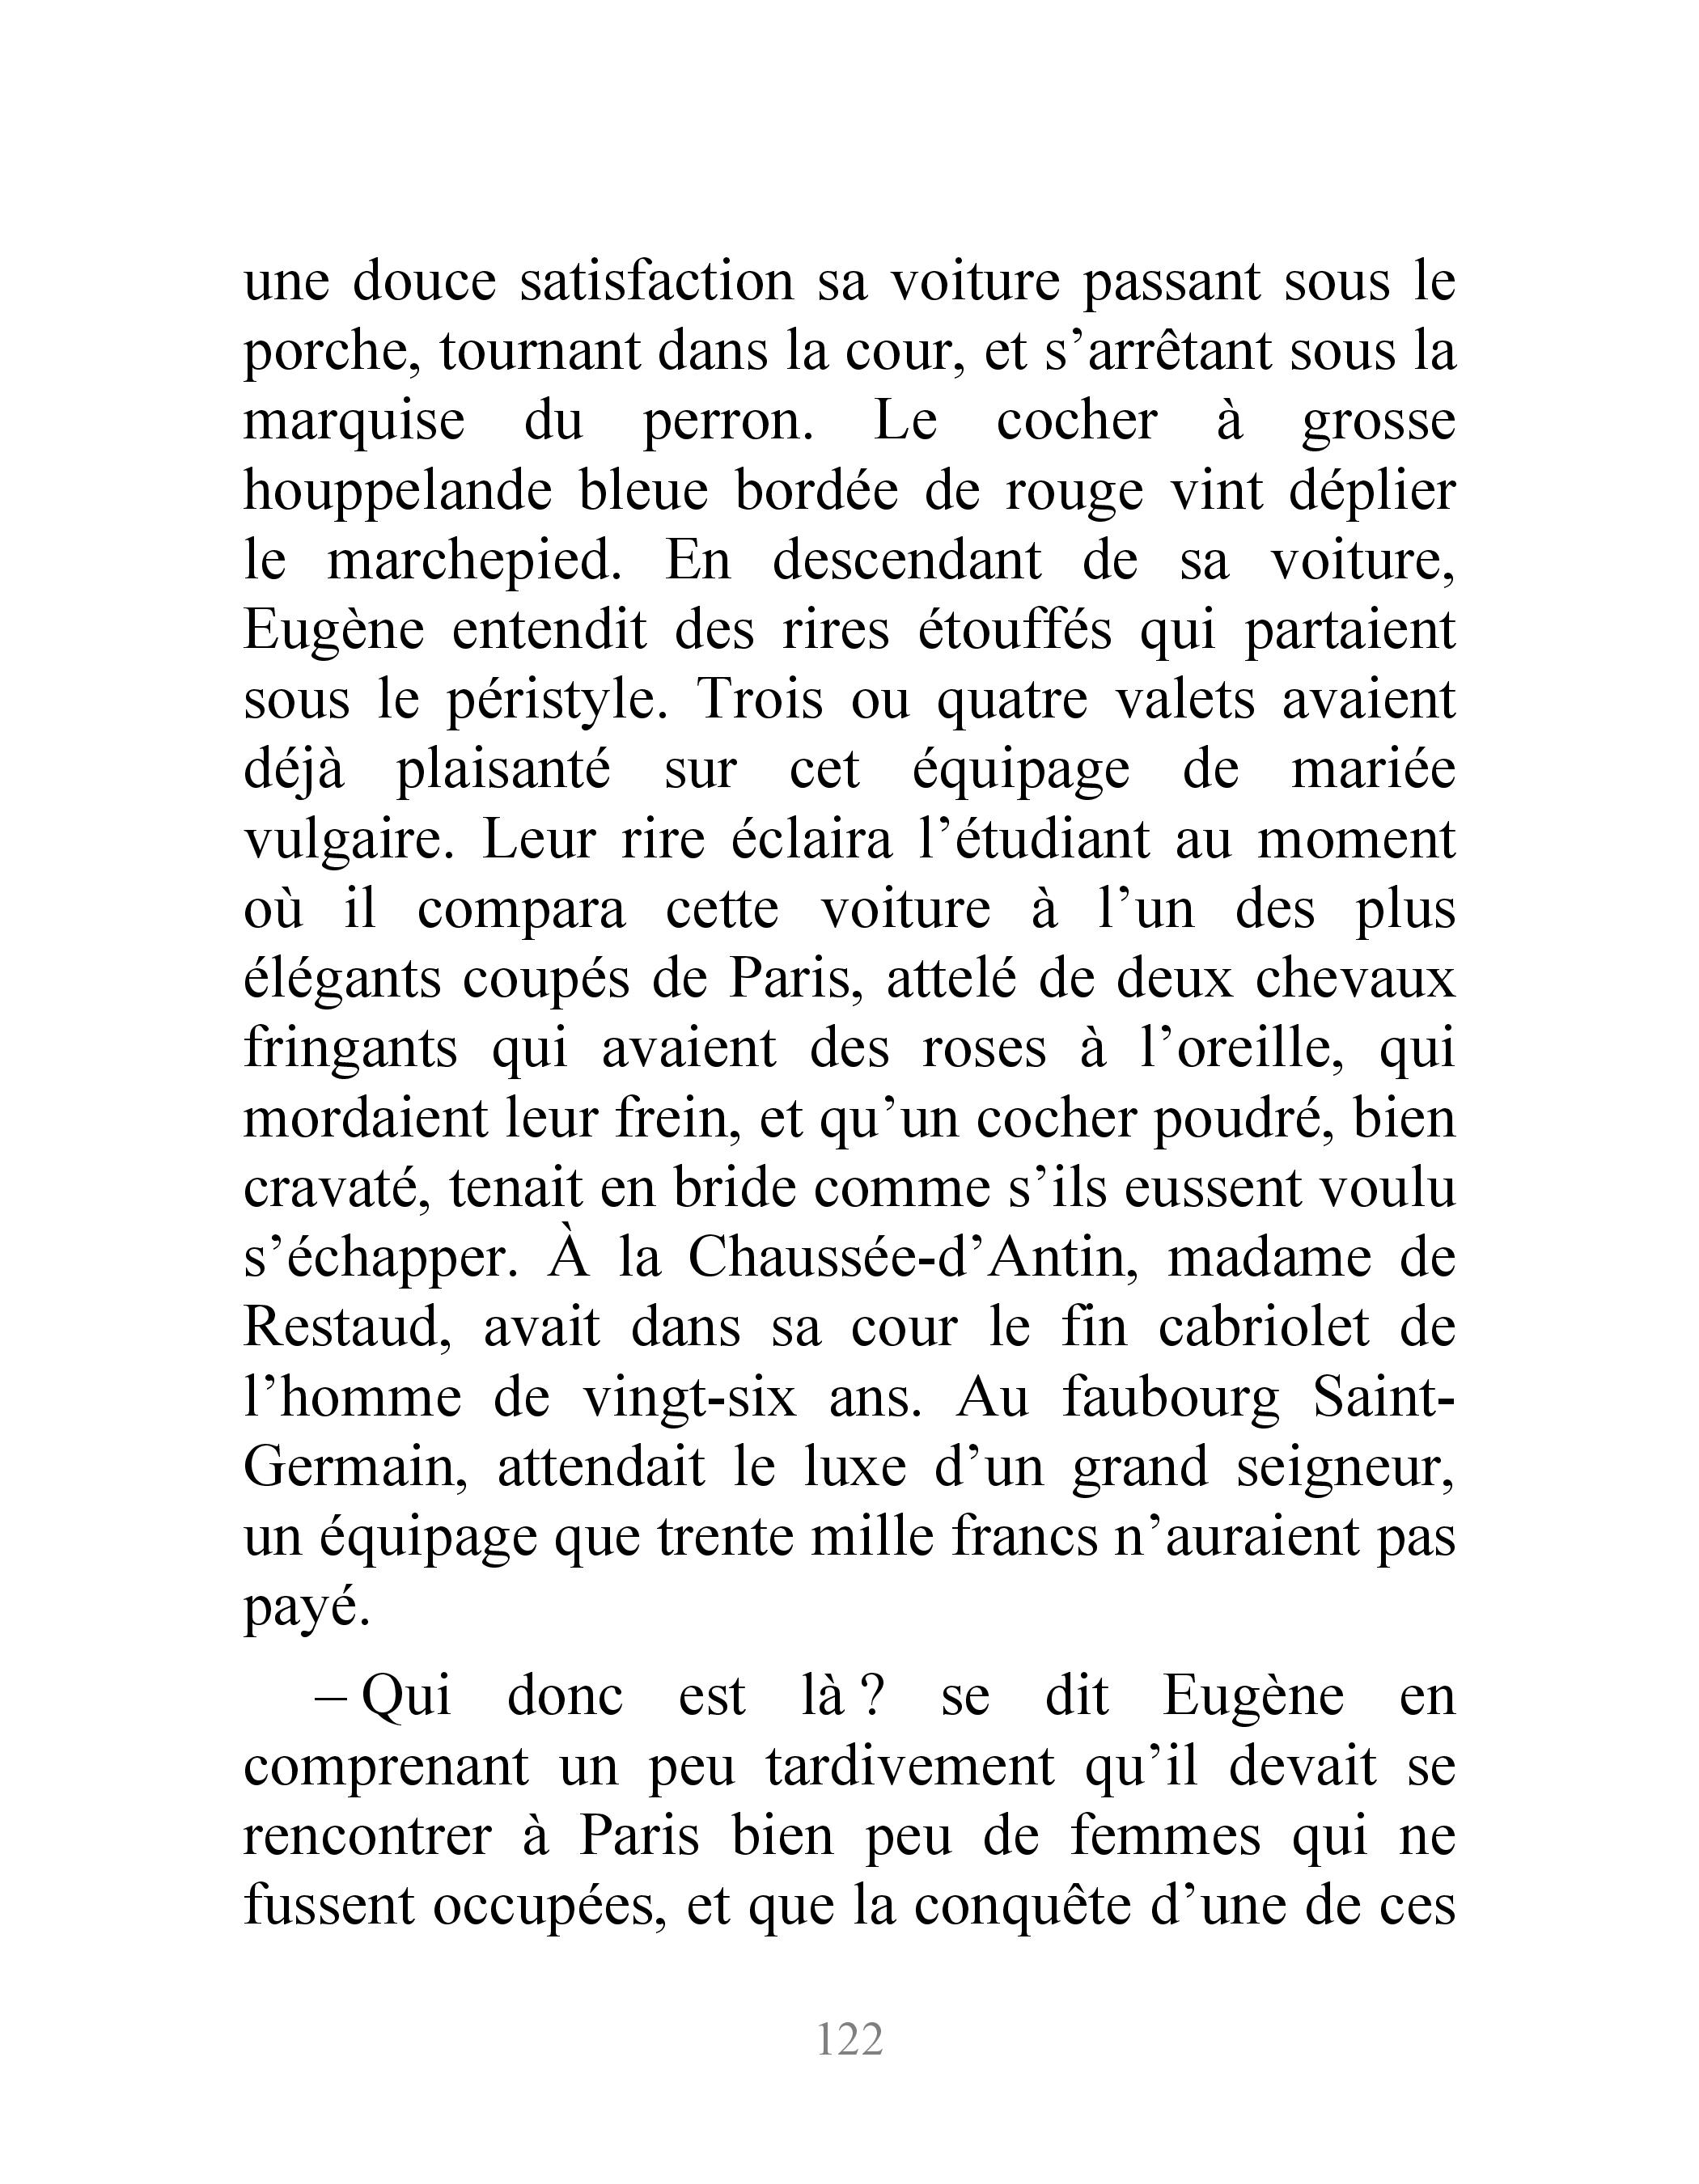 une douce satisfaction sa voiture passant sous le
porche, tournant dans la cour, et s’arrêtant sous la
marquise du perron. Le cocher à grosse
houppelande bleue bordée de rouge vint déplier
le marchepied. En descendant de sa voiture,
Eugène entendit des rires étouffés qui partaient
sous le péristyle. Trois ou quatre valets avaient
déjà plaisanté sur cet équipage de mariée
vulgaire. Leur rire éclaira l’étudiant au moment
où il compara cette voiture à l’un des plus
élégants coupés de Paris, attelé de deux chevaux
fringants qui avaient des roses à l’oreille, qui
mordaient leur frein, et qu’un cocher poudré, bien
cravaté, tenait en bride comme s’ils eussent voulu
s’échapper. À la Chaussée-d’Antin, madame de
Restaud, avait dans sa cour le fin cabriolet de
l’homme de vingt-six ans. Au faubourg Saint-
Germain, attendait le luxe d’un grand seigneur,
un équipage que trente mille francs n’auraient pas
payé.
– Qui donc est là ? se dit Eugène en
comprenant un peu tardivement qu’il devait se
rencontrer à Paris bien peu de femmes qui ne
fussent occupées, et que la conquête d’une de ces
122